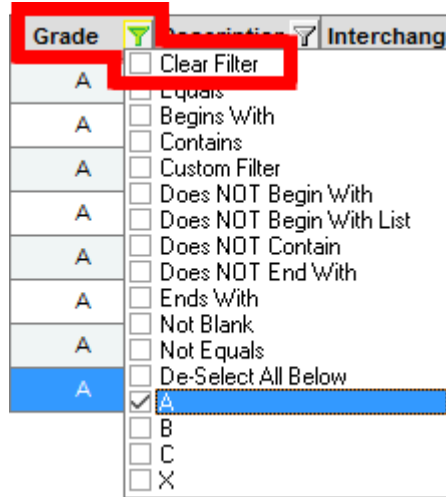 Grade Description Interchang
Clear Filter
A
Equals
Begins With
A
Contains
A
Custom Filter
Does NOT Begin With
A
Does NOT Begin With List
Does NOT Contain
A
Does NOT End With
A
Ends With
Not Blank
A
Not Equals
De-Select All Below
A
A
B
C
X